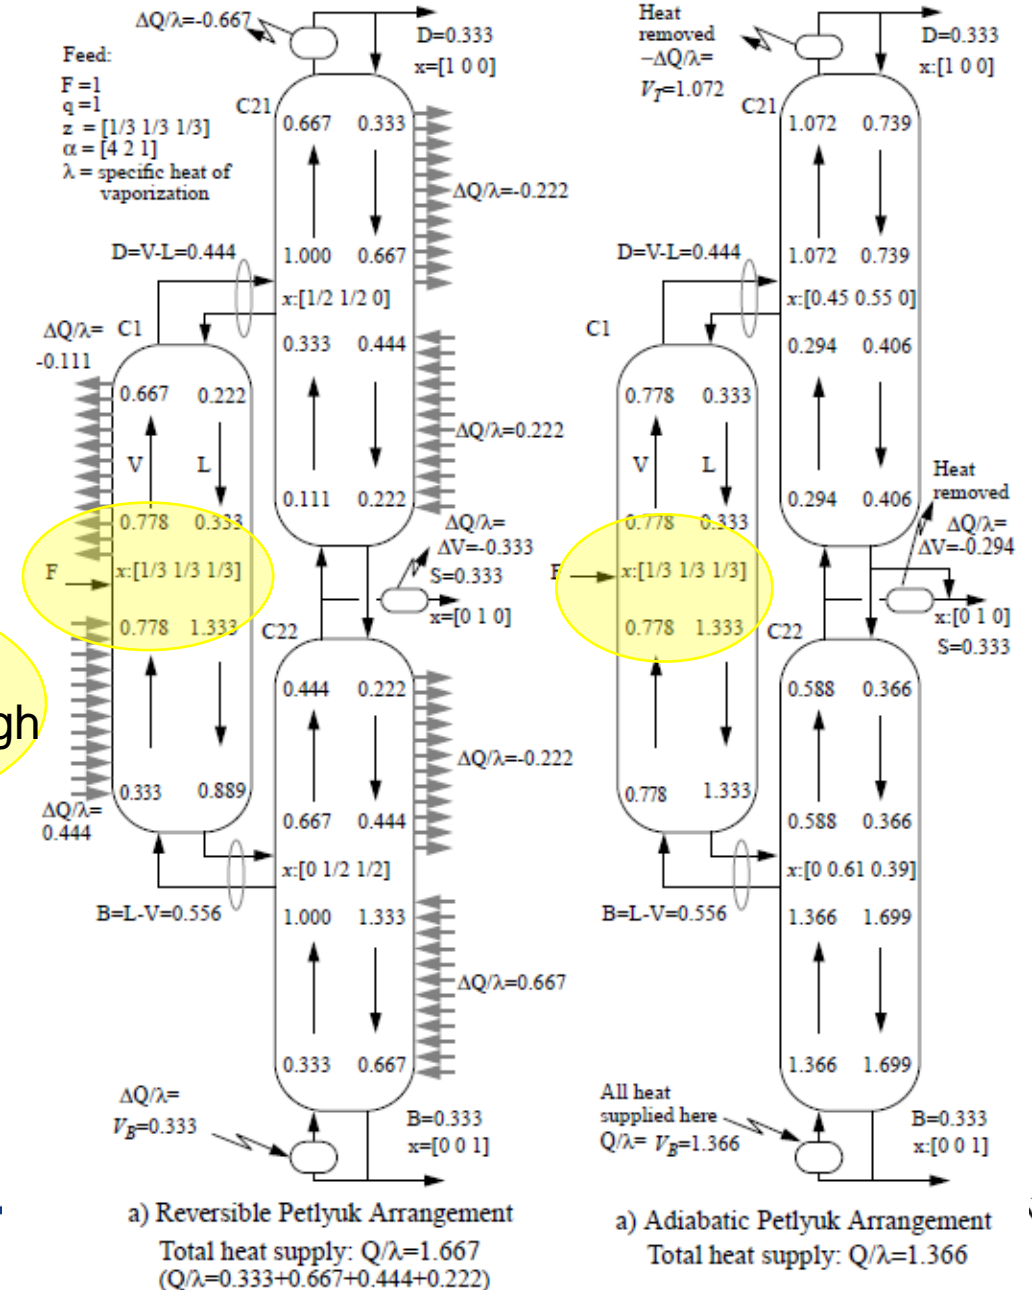 ΔQ/λ=-0.667
D=0.333
x=[1 0 0]
Feed:
F =1
q =1
z = [1/3 1/3 1/3]
α = [4 2 1]
λ = specific heat of
vaporization
C21
0.667 0.333
ΔQ/λ=-0.222
D=V-L=0.444
1.000 0.667
x:[1/2 1/2 0]
ΔQ/λ=
-0.111
C1
0.333 0.444
0.667 0.222
ΔQ/λ=0.222
V L
0.111 0.222
0.778 0.333
ΔQ/λ=
ΔV=-0.333
S=0.333
x=[0 1 0]
F
x:[1/3 1/3 1/3]
0.778 1.333
C22
0.444 0.222
gh
ΔQ/λ=-0.222
0.333 0.889
ΔQ/λ=
0.444
0.667 0.444
x:[0 1/2 1/2]
B=L-V=0.556
1.000 1.333
ΔQ/λ=0.667
0.333 0.667
ΔQ/λ=
VB=0.333
B=0.333
x=[0 0 1]
a) Reversible Petlyuk Arrangement
Total heat supply: Q/λ=1.667
(Q/λ=0.333+0.667+0.444+0.222)
Heat
removed
−ΔQ/λ=
VT=1.072
D=0.333
x:[1 0 0]
C21
1.072 0.739
D=V-L=0.444
1.072 0.739
x:[0.45 0.55 0]
C1
0.294 0.406
0.778 0.333
V L
Heat
removed
0.294 0.406
0.778 0.333
ΔQ/λ=
ΔV=-0.294
F
x:[1/3 1/3 1/3]
x:[0 1 0]
S=0.333
0.778 1.333
C22
0.588 0.366
0.778 1.333
0.588 0.366
x:[0 0.61 0.39]
B=L-V=0.556
1.366 1.699
1.366 1.699
All heat
supplied here
Q/λ= VB=1.366
B=0.333
x:[0 0 1]
a) Adiabatic Petlyuk Arrangement
Total heat supply: Q/λ=1.366